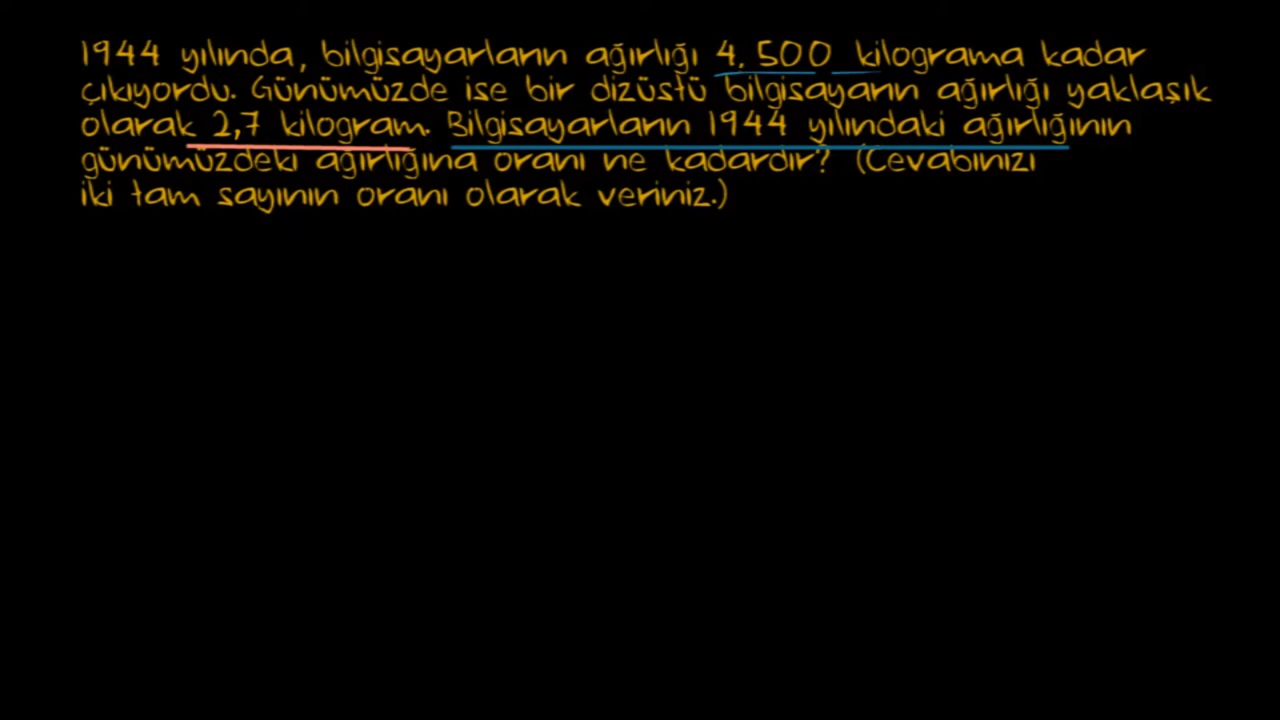 1944 yılında, bilgisayarların ağırlığı 4.500 kilograma kadar
çıkıyordu. Günümüzde ise bir dizüstü bilgisayarın ağırlığı yaklaşık
olarak 2,7 kilogram. Bilgisayarların 1944 yılındaki ağırlığının
günümüzdeki ağırlığına oranı ne kadardır? (Cevabınızı
iki tam sayının oranı olarak veriniz.)